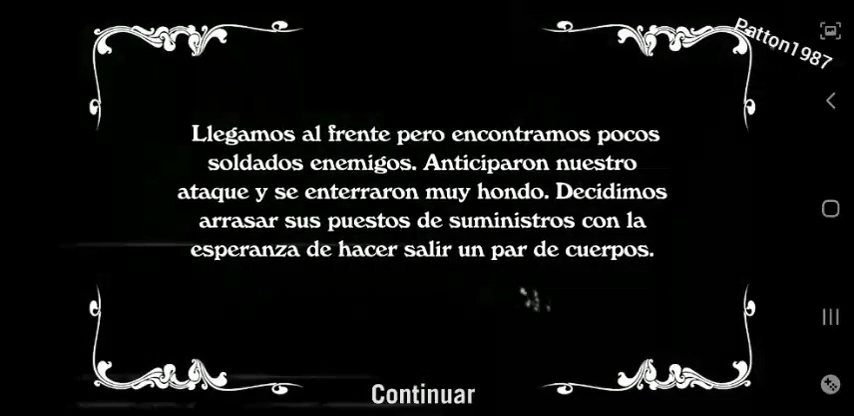 Patton1987
Llegamos al frente pero encontramos pocos
soldados enemigos. Anticiparon nuestro
ataque y se enterraron muy hondo. Decidimos
arrasar sus puestos de suministros con la
esperanza de hacer salir un par de cuerpos.
Continuar